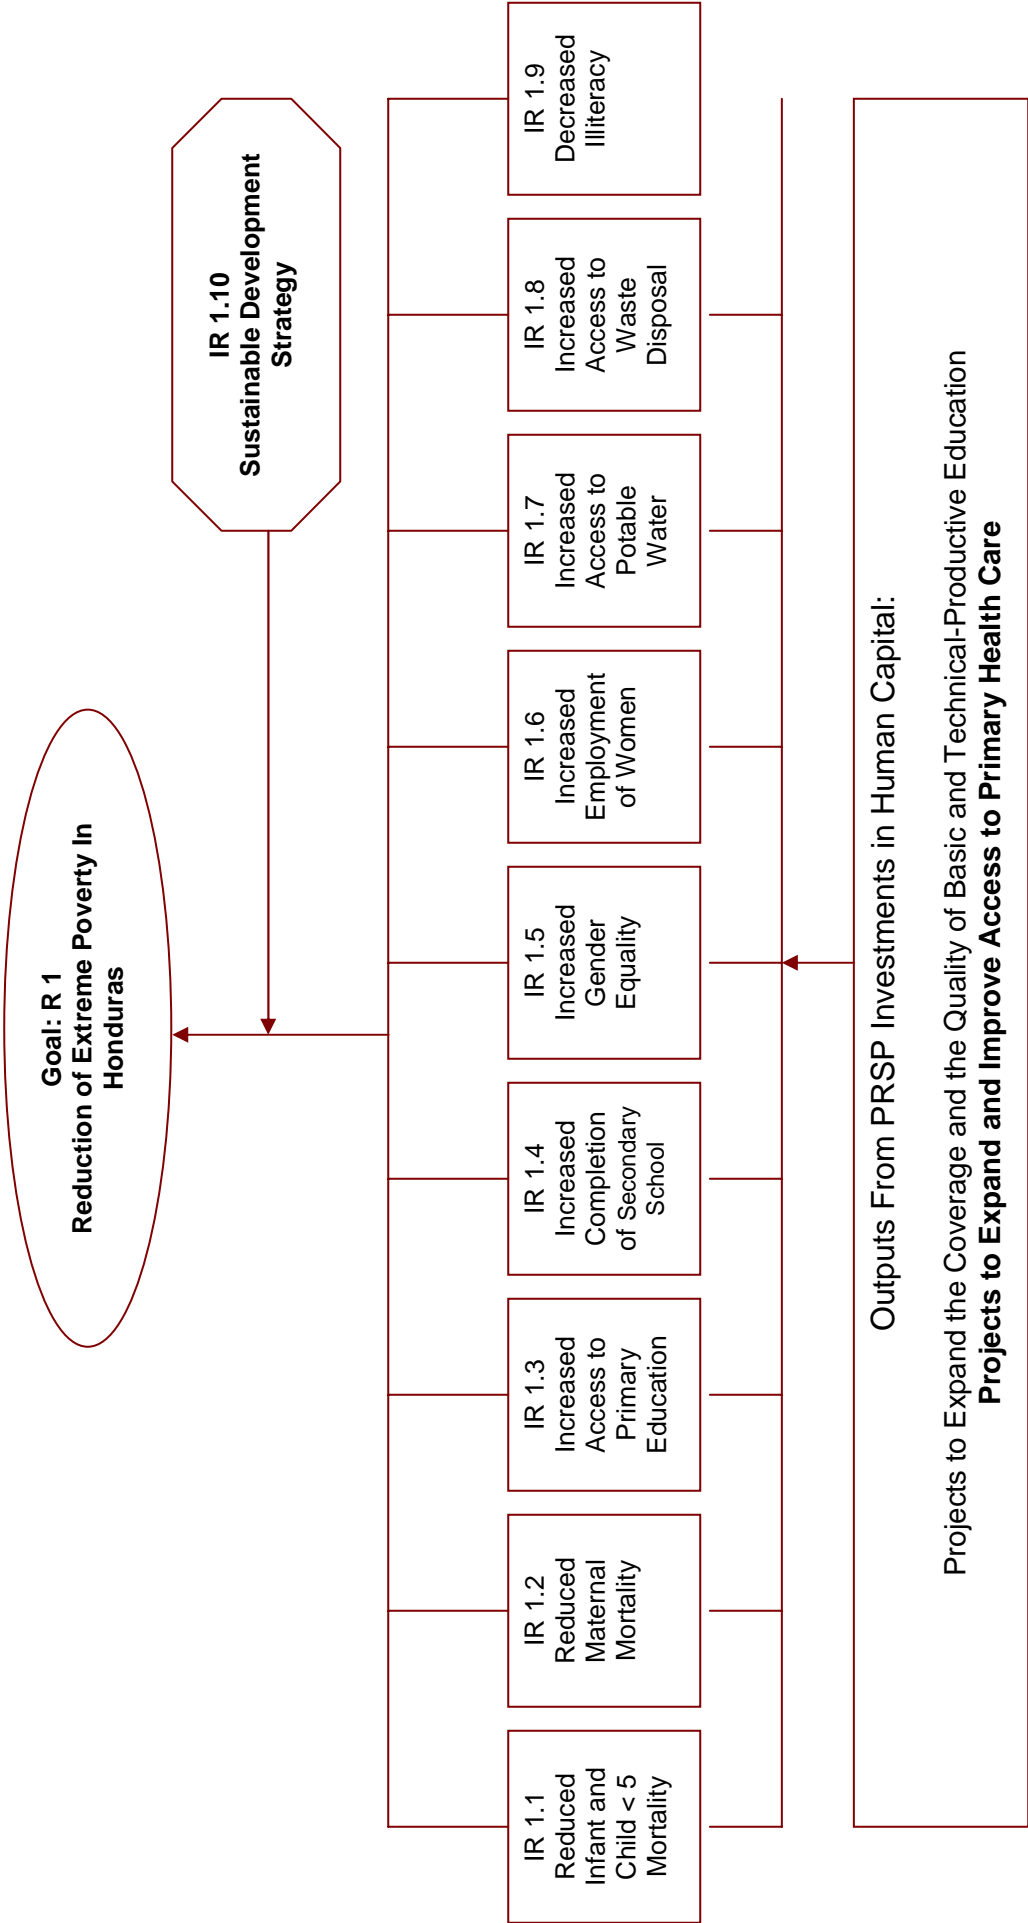 Goal: R 1
Reduction of Extreme Poverty In
Honduras
IR 1.10
Sustainable Development
Strategy
IR 1.1
Reduced
Infant and
Child < 5
Mortality
IR 1.2
Reduced
Maternal
Mortality
IR 1.3
Increased
Access to
Primary
Education
IR 1.4
Increased
Completion
of Secondary
School
IR 1.5
Increased
Gender
Equality
IR 1.6
Increased
Employment
of Women
IR 1.7
Increased
Access to
Potable
Water
IR 1.8
Increased
Access to
Waste
Disposal
IR 1.9
Decreased
Illiteracy
Outputs From PRSP Investments in Human Capital:
Projects to Expand the Coverage and the Quality of Basic and Technical-Productive Education
Projects to Expand and Improve Access to Primary Health Care